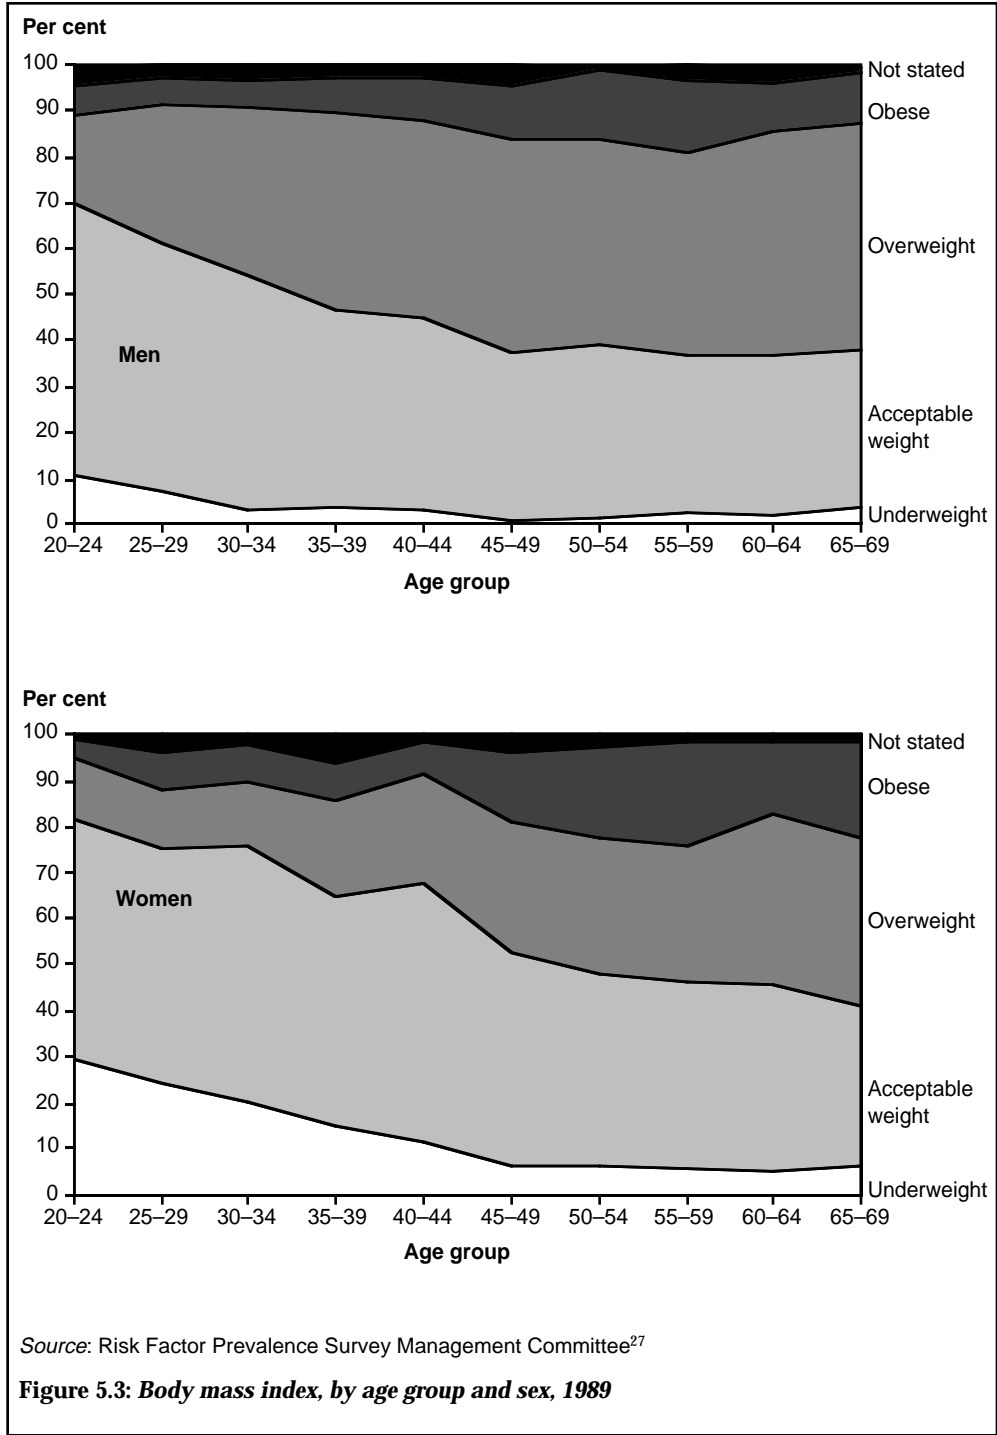 Per cent
100
90
80
70
60
50
40
30
20
10
0
Not stated
Obese
Overweight
Acceptable
weight
Underweight
Men
20–24 25–29 30–34 35–39 40–44 45–49 50–54 55–59 60–64 65–69
Age group
Per cent
100
90
80
70
60
50
40
30
20
10
0
Not stated
Obese
Overweight
Acceptable
weight
Underweight
Women
20–24 25–29 30–34 35–39 40–44 45–49 50–54 55–59 60–64 65–69
Age group
Source: Risk Factor Prevalence Survey Management Committee27
Figure 5.3: Body mass index, by age group and sex, 1989